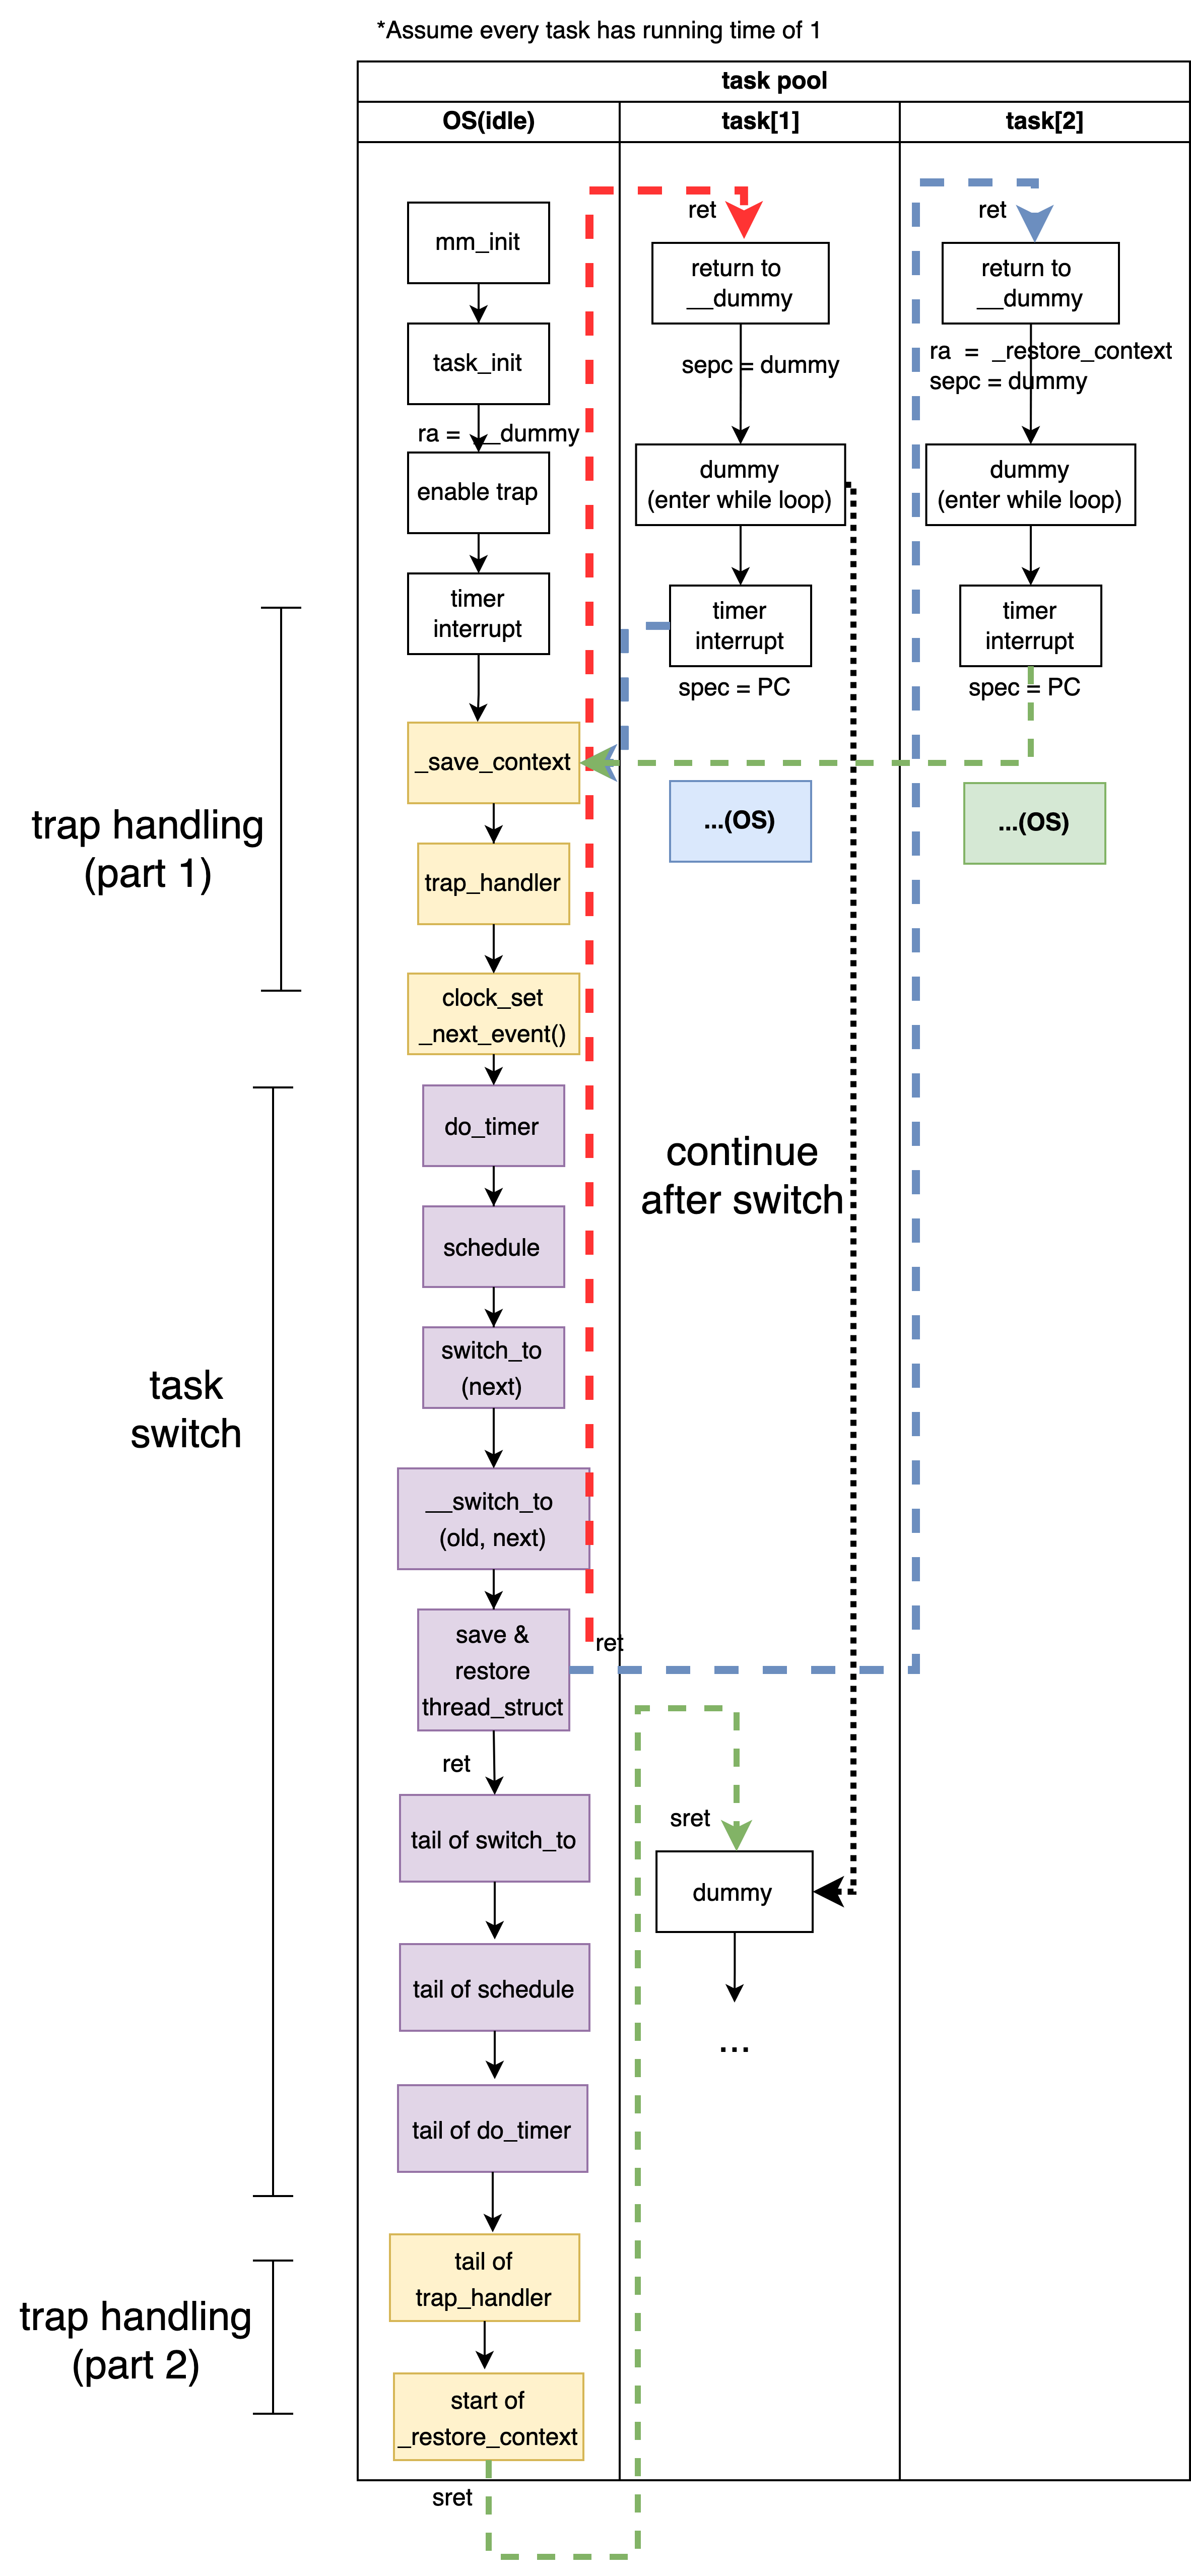 *Assume every task has running time of 1
task pool
OS(idle)
task[1]
task[2]
mm_init
task_init
ra = __dummy
enable trap
timer
interrupt
_save_context
trap_handler
clock_set
_next_event()
do_timer
schedule
switch_to
(next)
__switch_to
(old, next)
save &
restore
thread_struct
ret
ret
tail of switch_to
tail of schedule
tail of do_timer
tail of
trap_handler
start of
_restore_context
sret
ret
return to
__dummy
sepc = dummy
dummy
(enter while loop)
timer
interrupt
spec = PC
...(OS)
continue
after switch
sret
dummy
...
ret
return to
__dummy
ra = _restore_context
sepc = dummy
dummy
(enter while loop)
timer
interrupt
spec = PC
...(OS)
trap handling
(part 1)
task
switch
trap handling
(part 2)